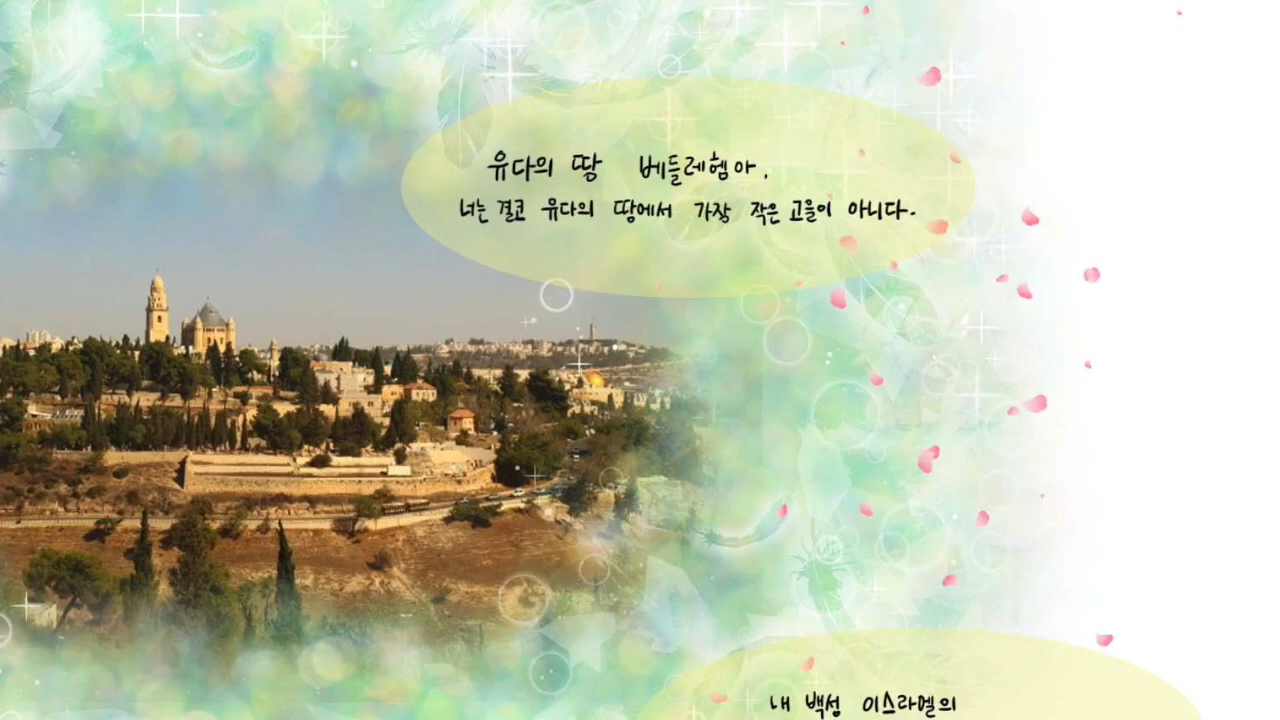 유다의 땅 베들레헴아,
너는 결코 유다의 땅에서 가장 작은 고을이 아니다.
내 백성 이스라엘의